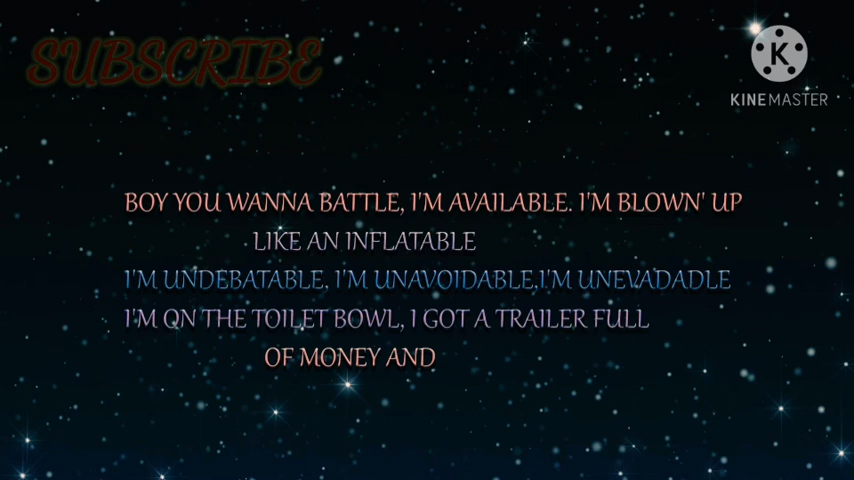 SUBSCRIBE
KINEMASTER
BOY YOU WANNA BATTLE, I'M AVAILABLE. I'M BLOWN' UP
LIKE AN INFLATABLE
I'M UNDEBATABLE, I'M UNAVOIDABLE,I'M UNEVADADLE
I'M ON THE TOILET BOWL, I GOT A TRAILER FULL
OF MONEY AND